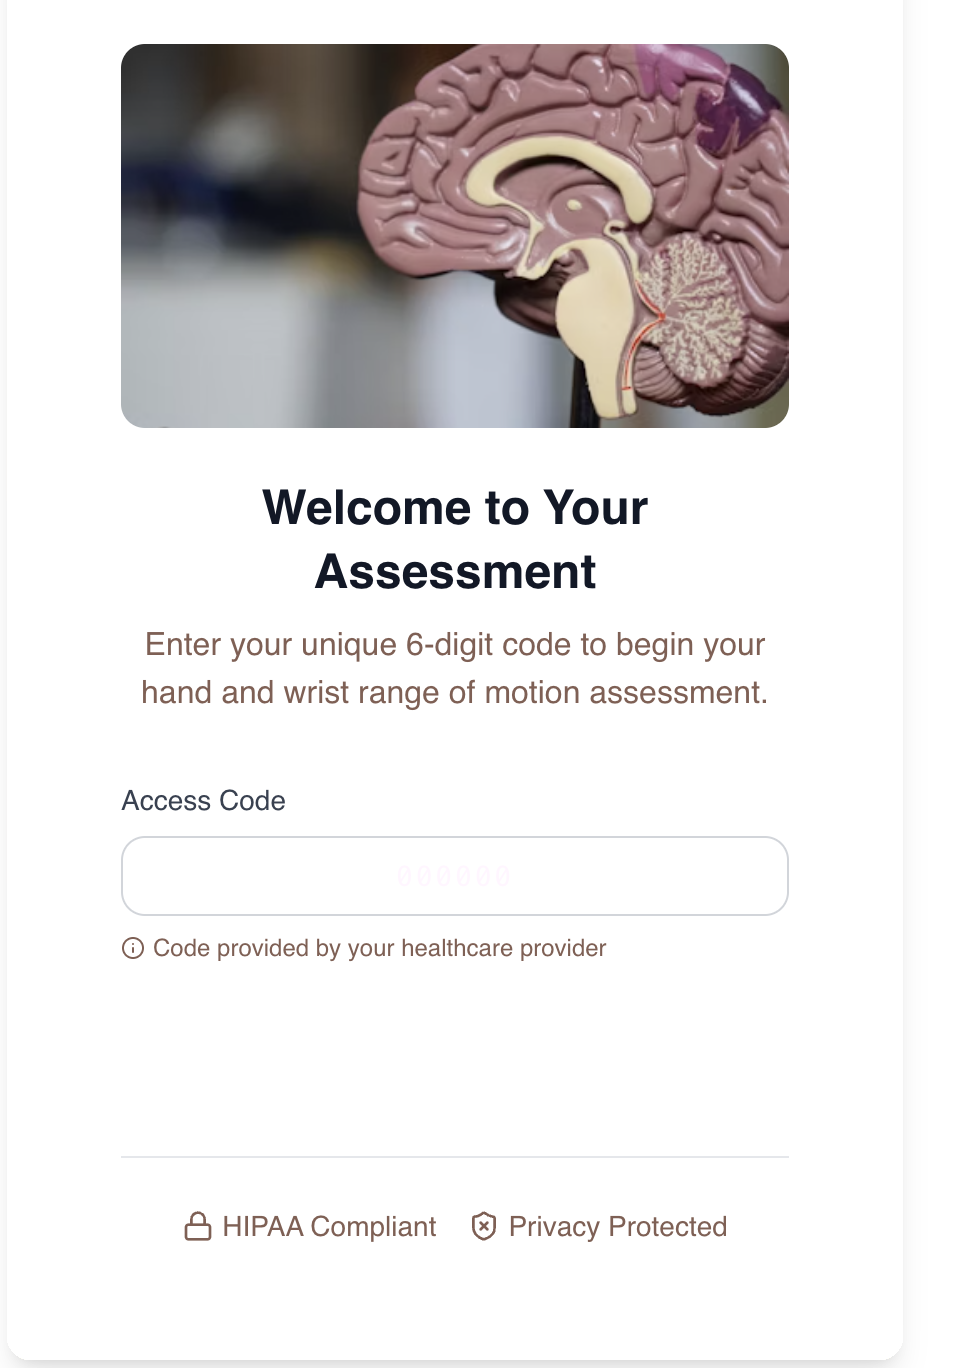 Welcome to Your
Assessment
Enter your unique 6-digit code to begin your
hand and wrist range of motion assessment.
Access Code
000000
Code provided by your healthcare provider
HIPAA Compliant
Privacy Protected